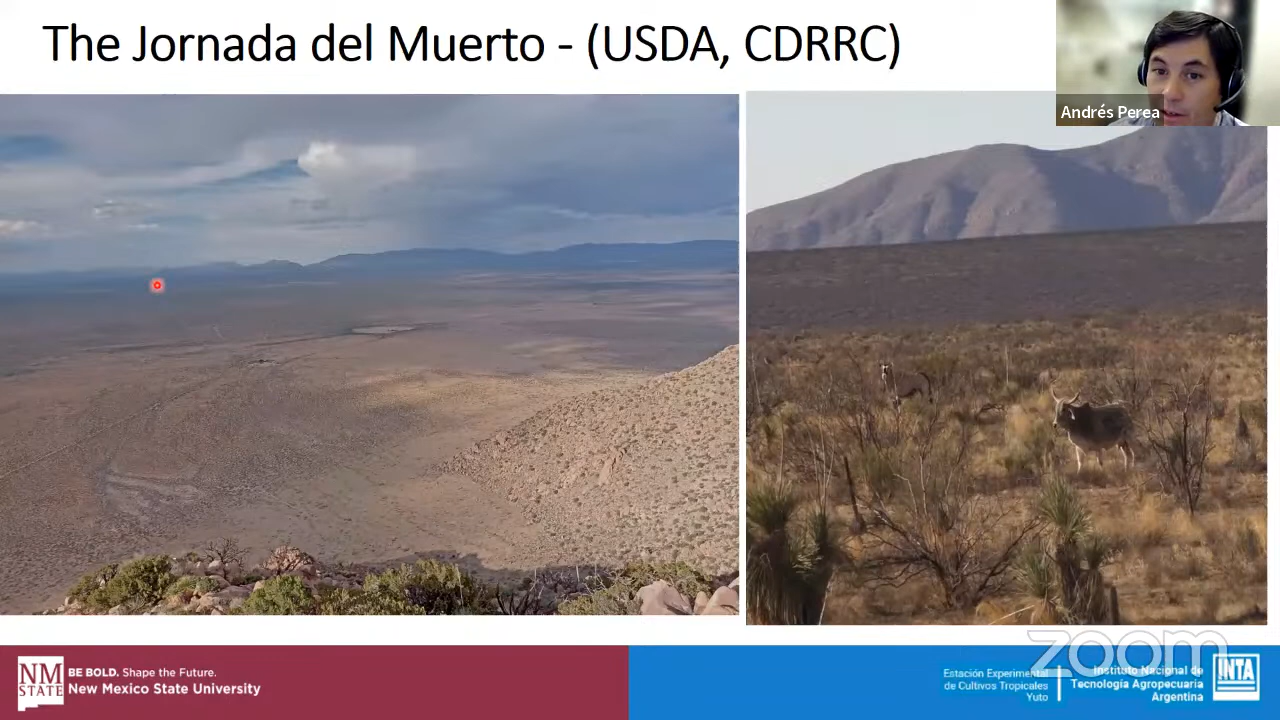 The Jornada del Muerto - (USDA, CDRRC)
Andrés Perea
NM
STATE
BE BOLD. Shape the Future.
New Mexico State University
Estación Experimental
de Cultivos Tropicales
Yuto
Instituto Nacional de
Tecnología Agropecuaria
Argentina
INTA
zoom